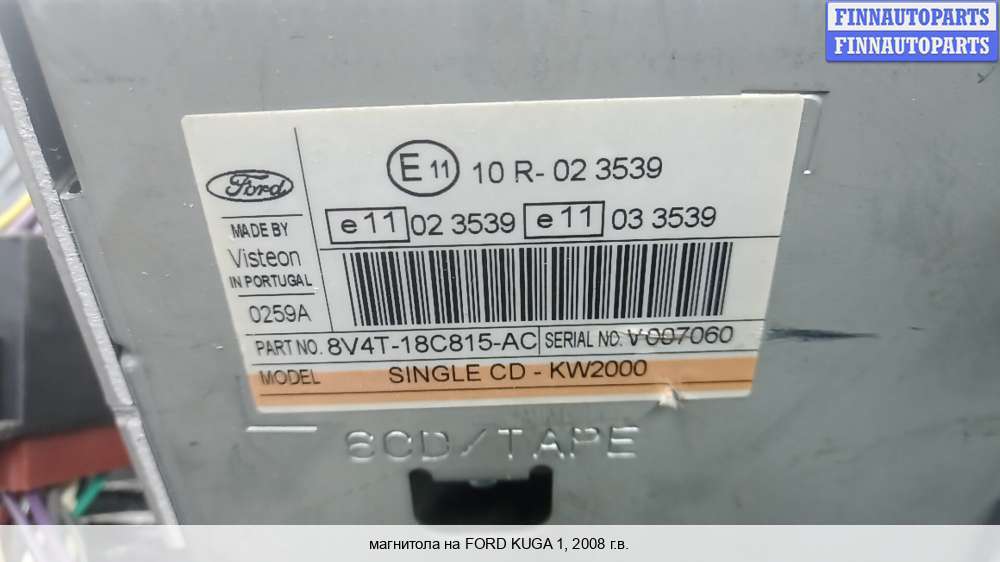 FINNAUTOPARTS
FINNAUTOPARTS
Ford
E 11 10 R- 02 3539
e 11 02 3539 e 11 03 3539
MADE BY
Visteon
IN PORTUGAL
0259A
PART NO. 8V4T-18C815-AC SERIAL NO. V 007060
MODEL SINGLE CD - KW2000
6CD/TAPE
магнитола на FORD KUGA 1, 2008 г.в.